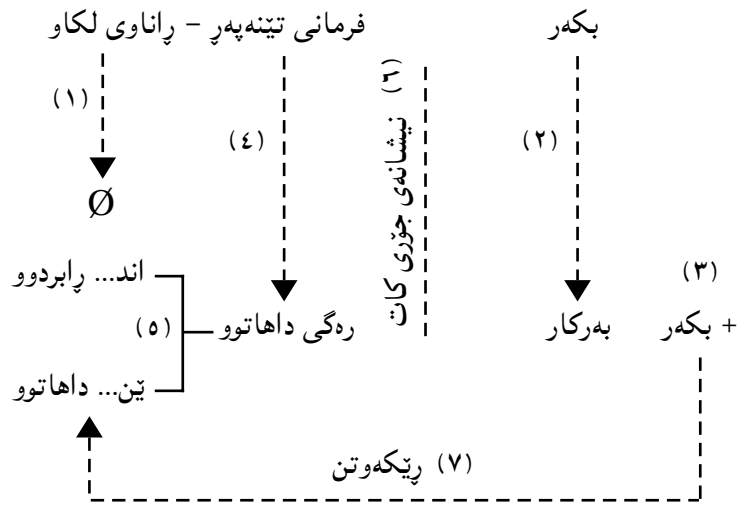 بکەر فرمانی تێنەپەڕ – ڕاناوی لکاو
(١)
(٤)
نیشانەی جۆری کات (٦)
(٢)
Ø
(٣)
اند... ڕابردوو
+ بکەر بەرکار رەگی داهاتوو (٥)
ێن... داهاتوو
(٧) ڕێکەوتن